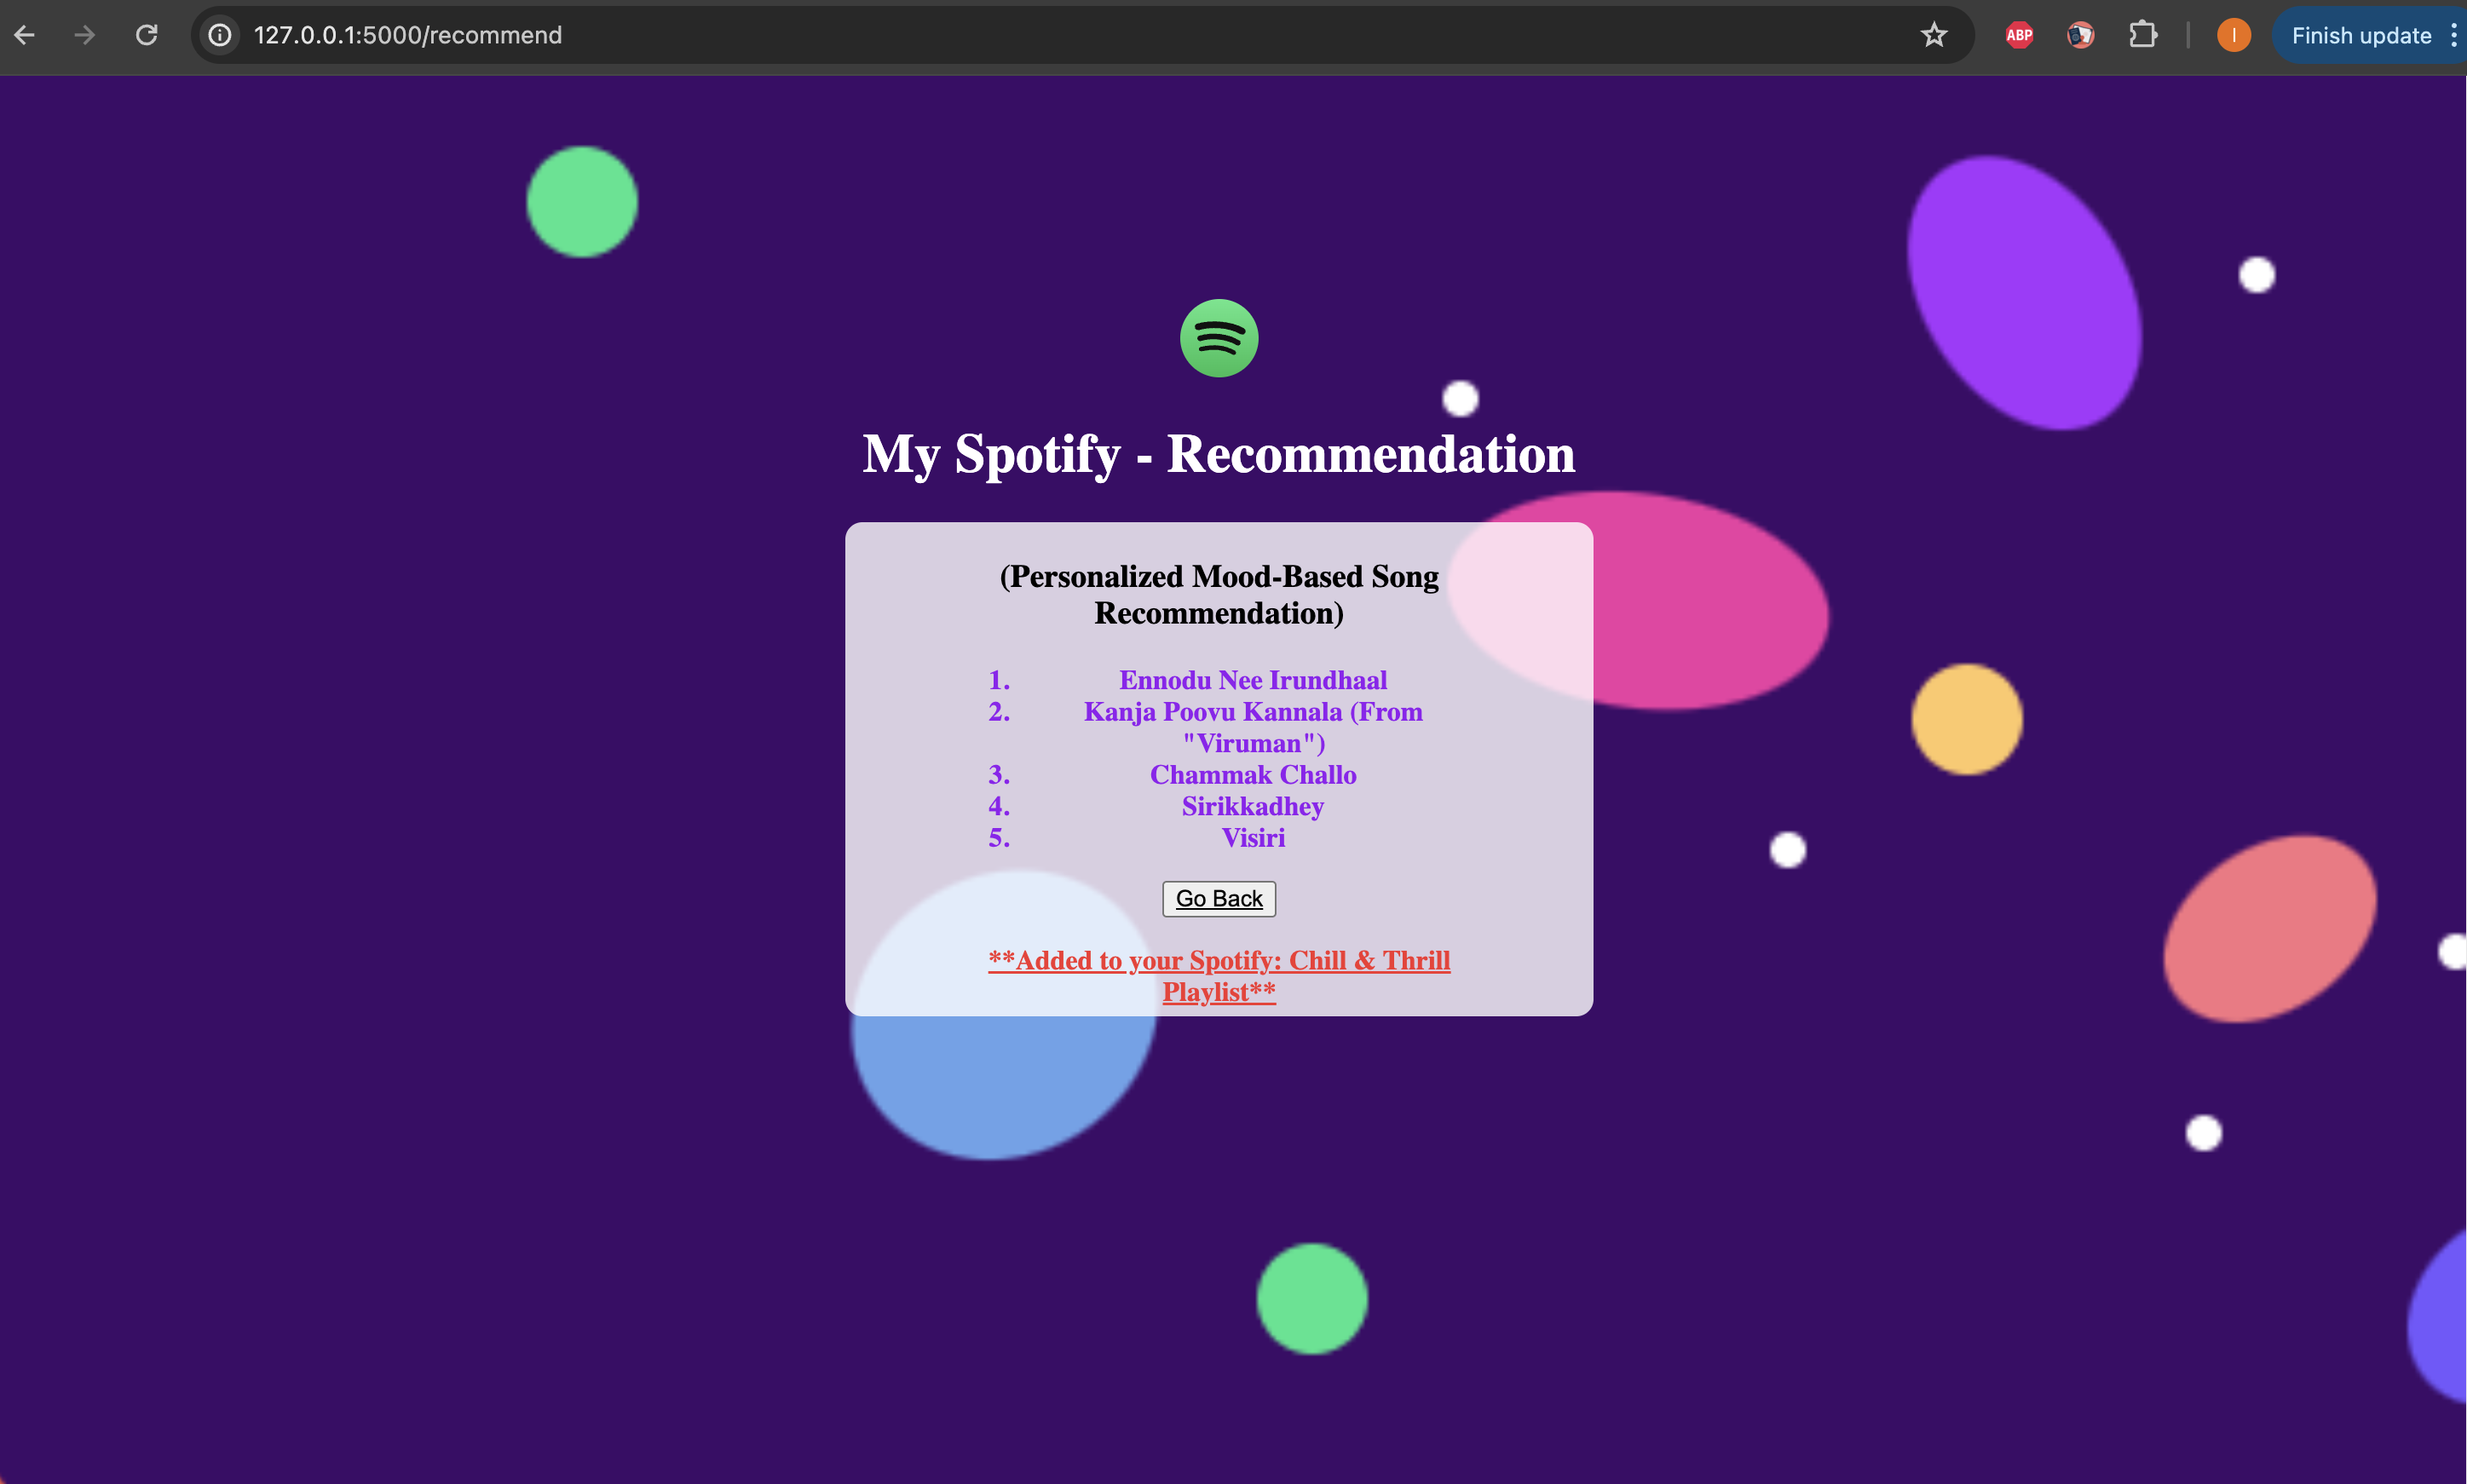 127.0.0.1:5000/recommend
ABP
I
Finish update
My Spotify - Recommendation
(Personalized Mood-Based Song
Recommendation)
1. Ennodu Nee Irundhaal
2. Kanja Poovu Kannala (From
"Viruman")
3. Chammak Challo
4. Sirikkadhey
5. Visiri
Go Back
**Added to your Spotify: Chill & Thrill
Playlist**